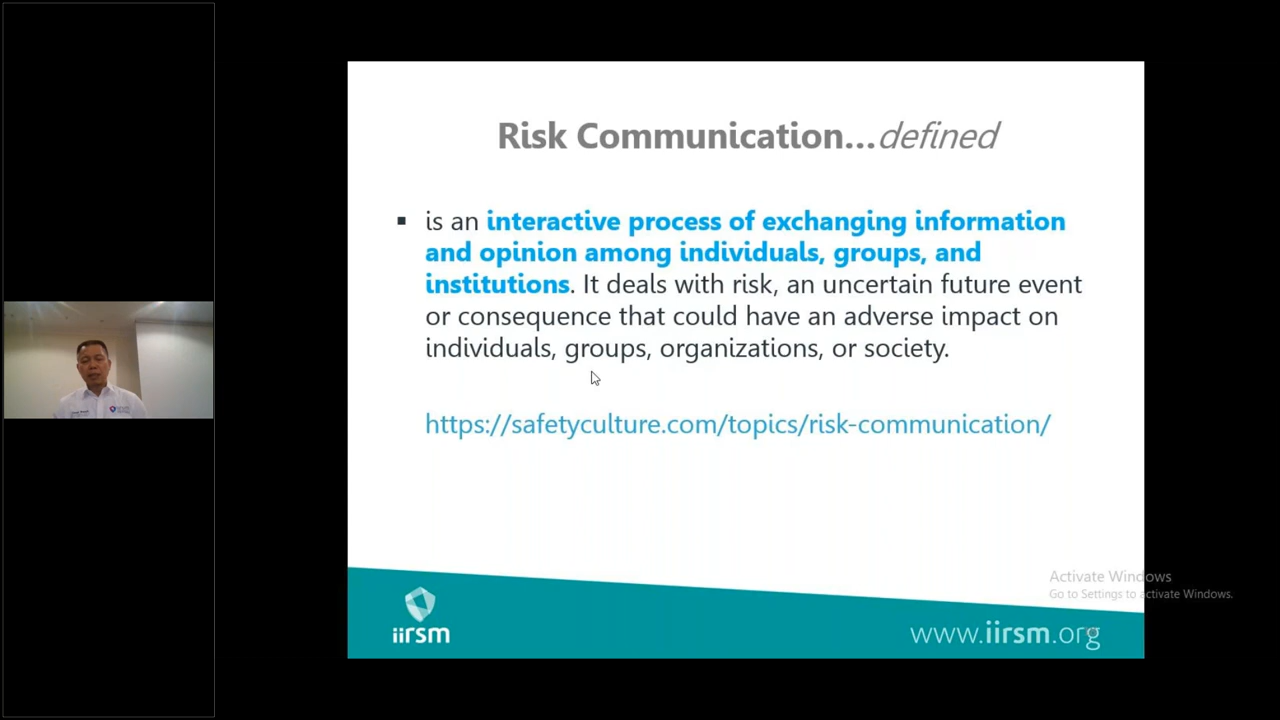 Risk Communication...defined
▪ is an interactive process of exchanging information
and opinion among individuals, groups, and
institutions. It deals with risk, an uncertain future event
or consequence that could have an adverse impact on
individuals, groups, organizations, or society.
https://safetyculture.com/topics/risk-communication/
Activate Windows
Go to Settings to activate Windows.
iirsm
www.iirsm.org